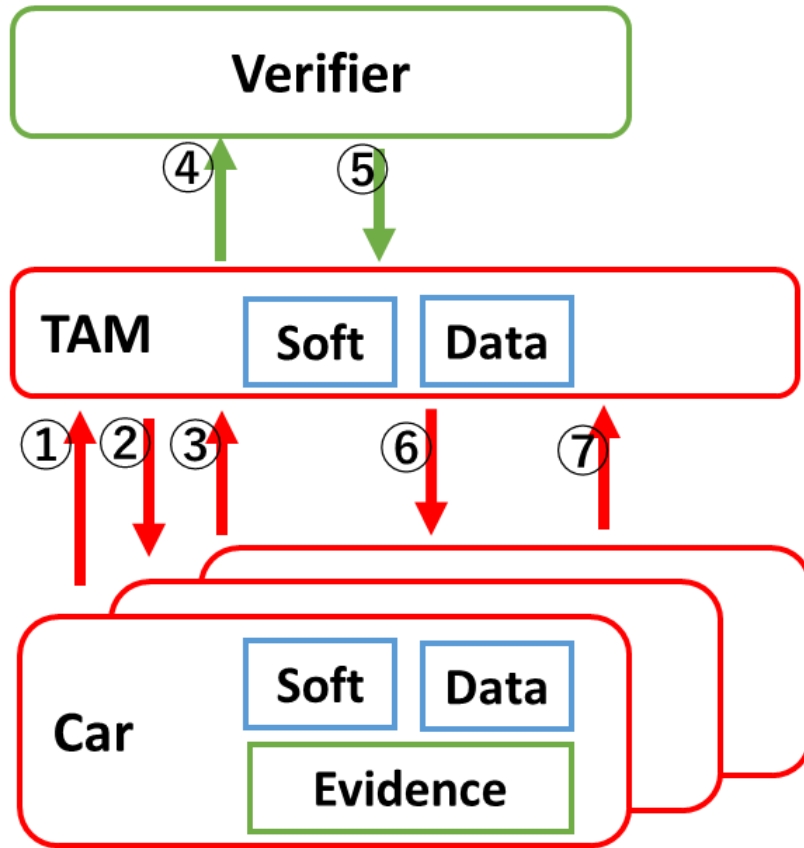 Verifier
④ ⑤
TAM Soft Data
① ② ③ ⑥ ⑦
Soft Data
Car
Evidence